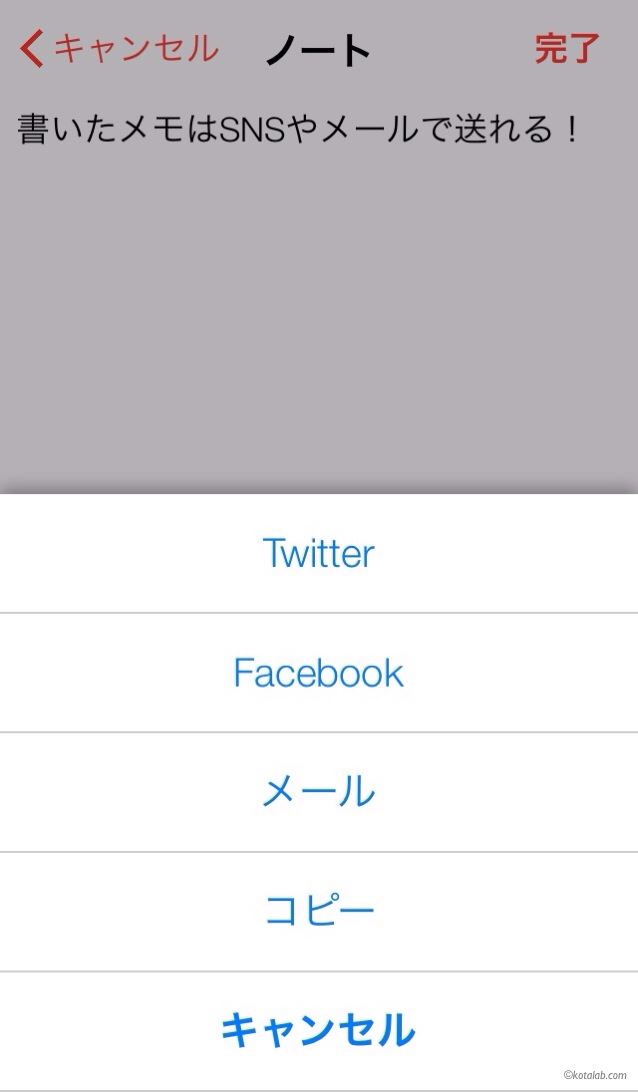 キャンセル ノート 完了
書いたメモはSNSやメールで送れる！
Twitter
Facebook
メール
コピー
キャンセル
©kotalab.com